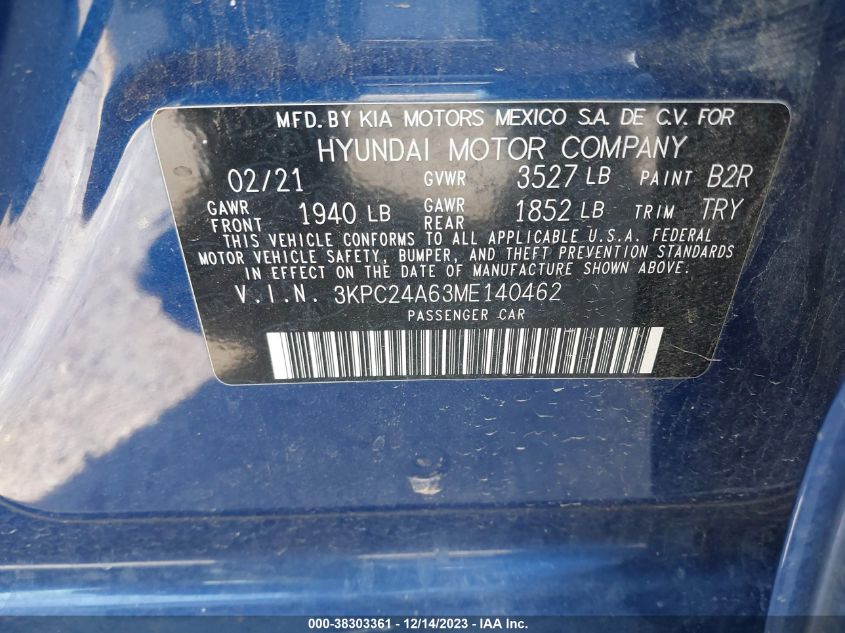 MFD. BY KIA MOTORS MEXICO S.A. DE C.V. FOR
HYUNDAI MOTOR COMPANY
02/21 GVWR 3527 LB PAINT B2R
GAWR FRONT 1940 LB GAWR REAR 1852 LB TRIM TRY
THIS VEHICLE CONFORMS TO ALL APPLICABLE U.S.A. FEDERAL
MOTOR VEHICLE SAFETY, BUMPER, AND THEFT PREVENTION STANDARDS
IN EFFECT ON THE DATE OF MANUFACTURE SHOWN ABOVE.
V.I.N. 3KPC24A63ME140462
PASSENGER CAR
000-38303361 - 12/14/2023 - IAA Inc.